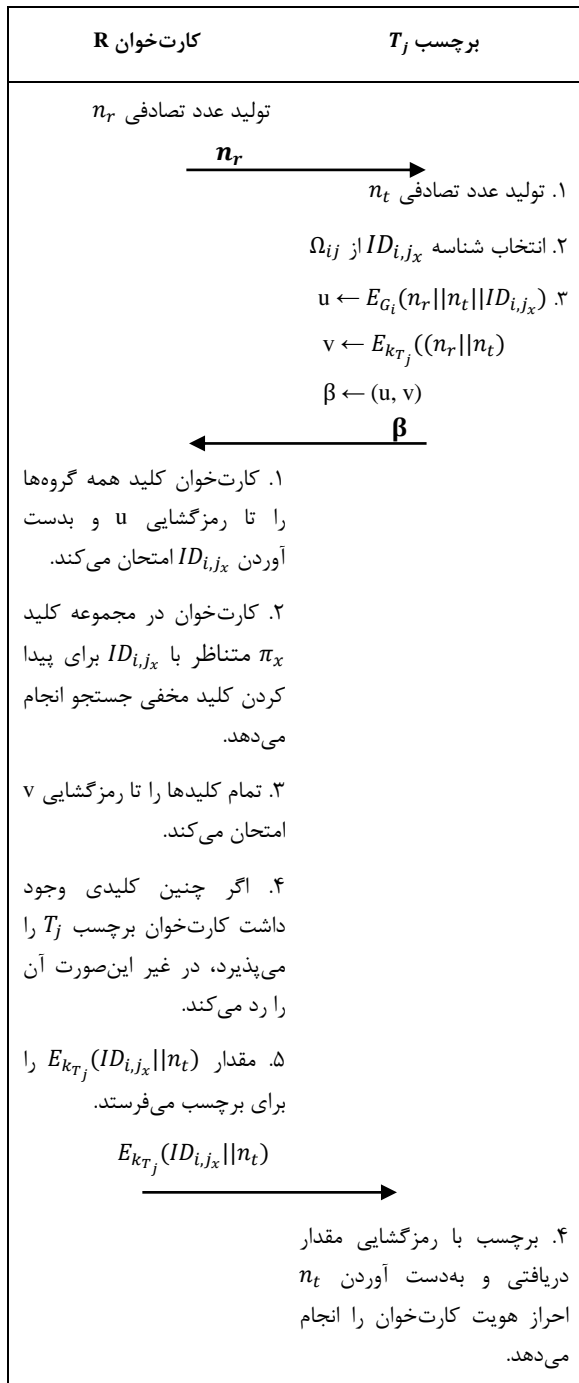 برچسب $T_j$ کارت‌خوان R
تولید عدد تصادفی $n_r$
$n_r$
۱. تولید عدد تصادفی $n_t$
۲. انتخاب شناسه $ID_{i,j_x}$ از $\Omega_{ij}$
۳. $u \leftarrow E_{G_i}(n_r||n_t||ID_{i,j_x})$
$v \leftarrow E_{k_{T_j}}((n_r||n_t)$
$\beta \leftarrow (u, v)$
β
۱. کارت‌خوان کلید همه گروه‌ها
را تا رمزگشایی u و بدست
آوردن $ID_{i,j_x}$ امتحان می‌کند.
۲. کارت‌خوان در مجموعه کلید
$\pi_x$ متناظر با $ID_{i,j_x}$ برای پیدا
کردن کلید مخفی جستجو انجام
می‌دهد.
۳. تمام کلیدها را تا رمزگشایی v
امتحان می‌کند.
۴. اگر چنین کلیدی وجود
داشت کارت‌خوان برچسب $T_j$ را
می‌پذیرد، در غیر این‌صورت آن
را رد می‌کند.
۵. مقدار $E_{k_{T_j}}(ID_{i,j_x}||n_t)$ را
برای برچسب می‌فرستد.
$E_{k_{T_j}}(ID_{i,j_x}||n_t)$
۴. برچسب با رمزگشایی مقدار
دریافتی و به‌دست آوردن $n_t$
احراز هویت کارت‌خوان را انجام
می‌دهد.